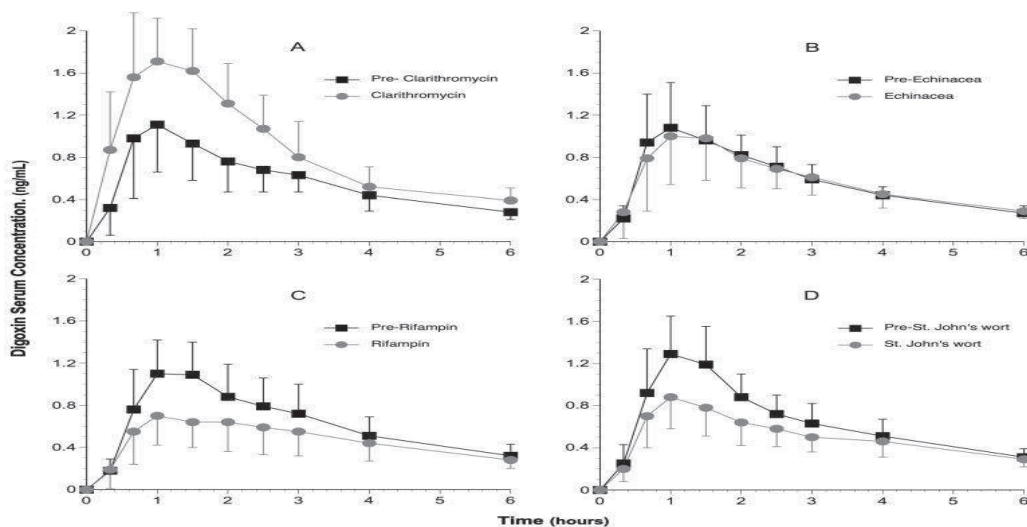 2
A
1.6
Pre- Clarithromycin
Clarithromycin
1.2
0.8
0.4
0
0 1 2 3 4 5 6
2
B
1.6
Pre-Echinacea
Echinacea
1.2
0.8
0.4
0
0 1 2 3 4 5 6
Digoxin Serum Concentration. (ng/mL)
2
C
1.6
Pre-Rifampin
Rifampin
1.2
0.8
0.4
0
0 1 2 3 4 5 6
2
D
1.6
Pre-St. John's wort
St. John's wort
1.2
0.8
0.4
0
0 1 2 3 4 5 6
Time (hours)